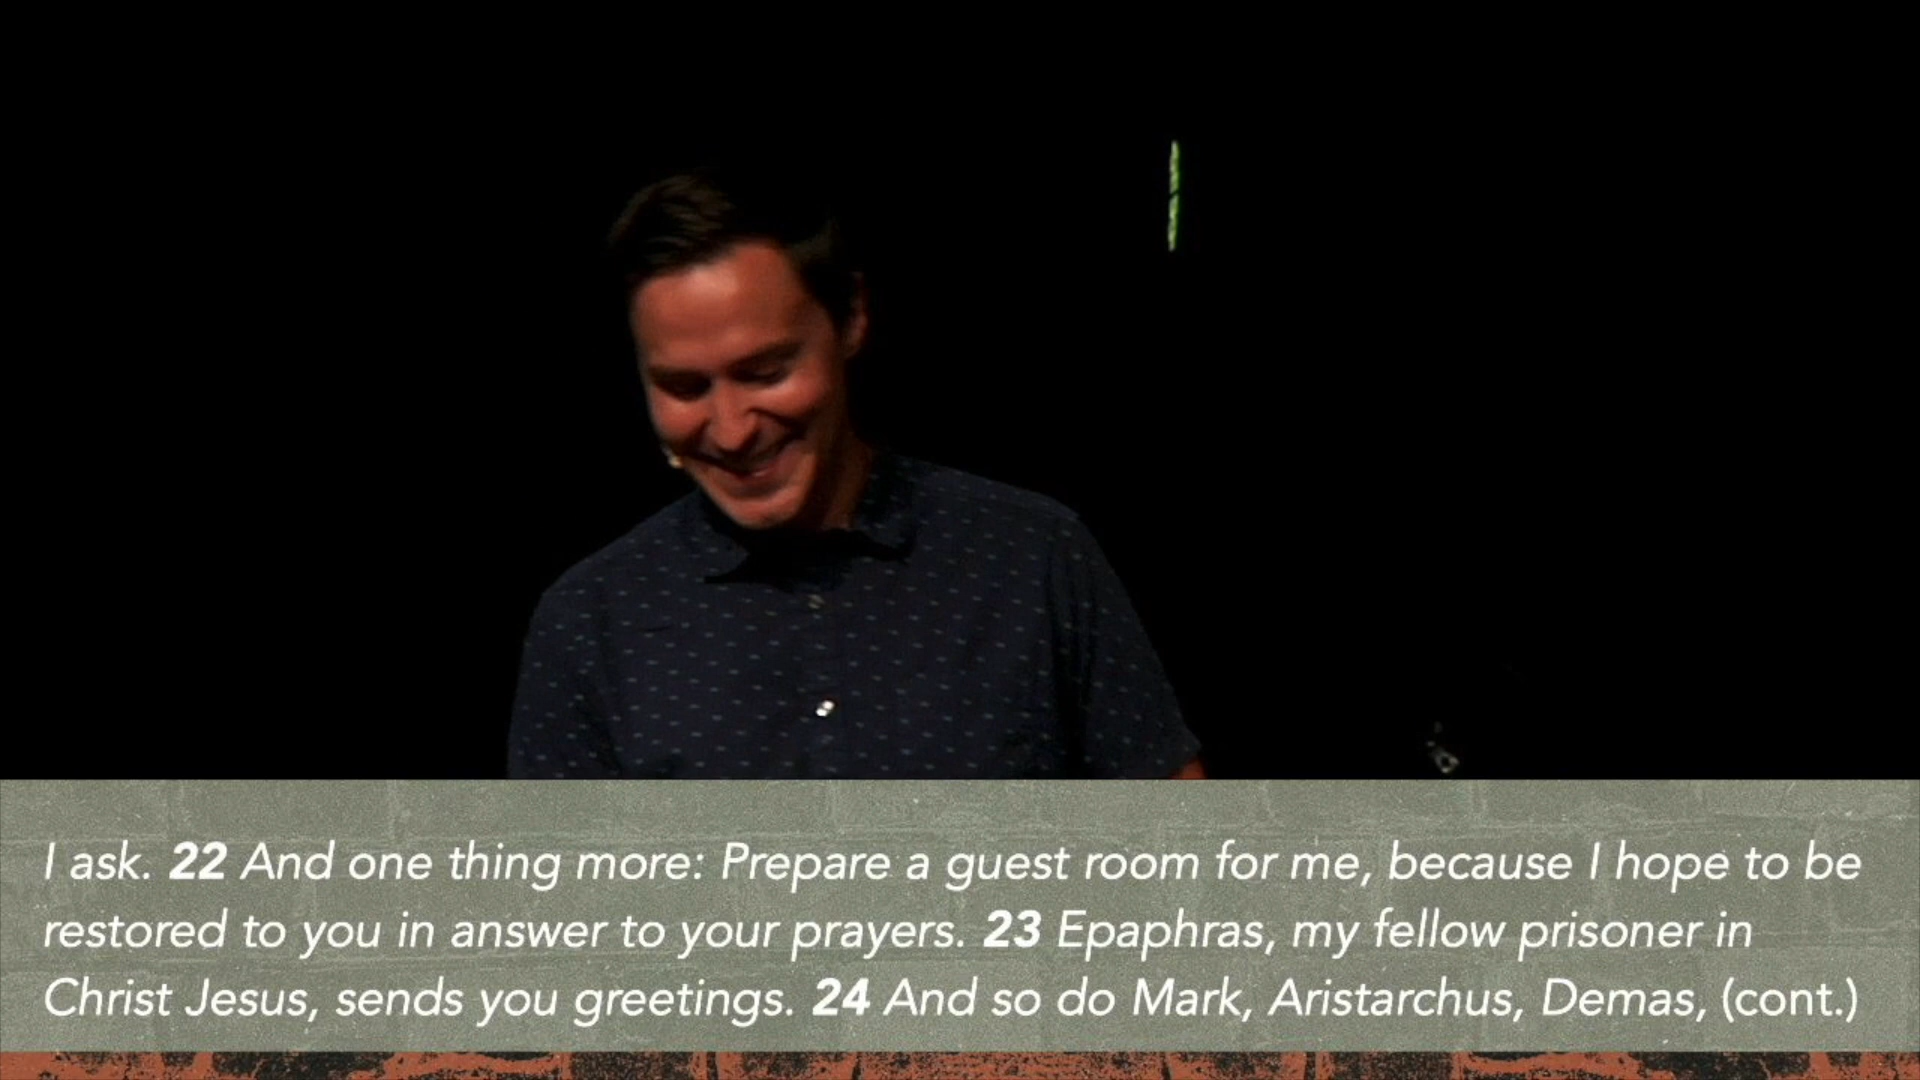 I ask. 22 And one thing more: Prepare a guest room for me, because I hope to be
restored to you in answer to your prayers. 23 Epaphras, my fellow prisoner in
Christ Jesus, sends you greetings. 24 And so do Mark, Aristarchus, Demas, (cont.)